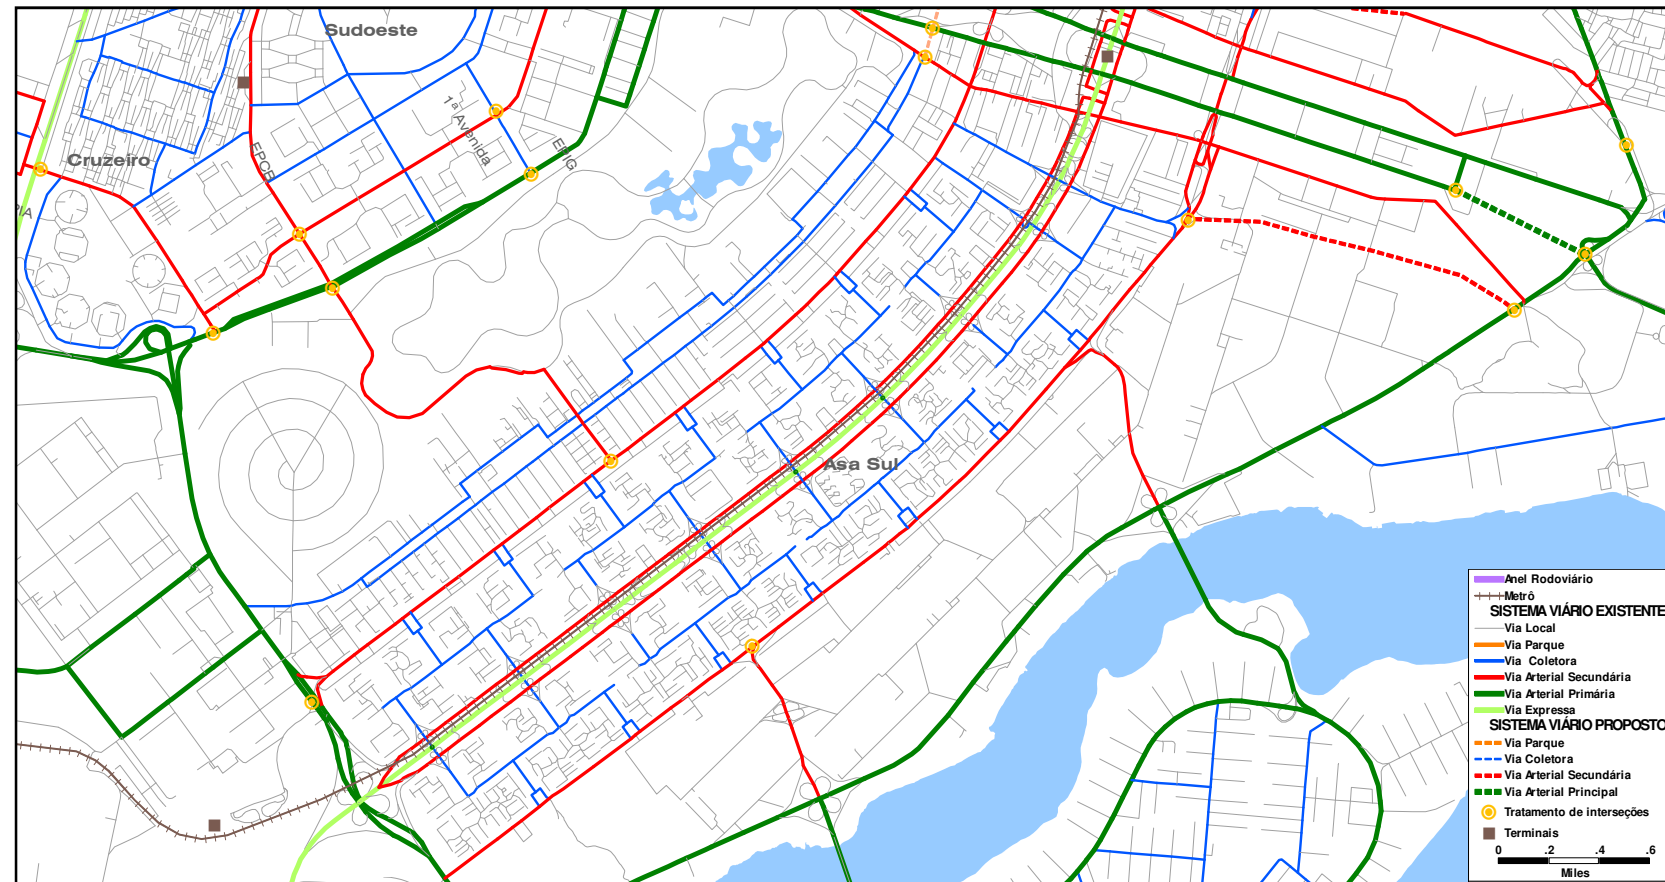 Sudoeste
1ª Avenida
Cruzeiro
EPCB
EPIG
PIA
Asa Sul
Anel Rodoviário
Metrô
SISTEMA VIÁRIO EXISTENTE
Via Local
Via Parque
Via Coletora
Via Arterial Secundária
Via Arterial Primária
Via Expressa
SISTEMA VIÁRIO PROPOSTO
Via Parque
Via Coletora
Via Arterial Secundária
Via Arterial Principal
Tratamento de interseções
Terminais
0 .2 .4 .6
Miles